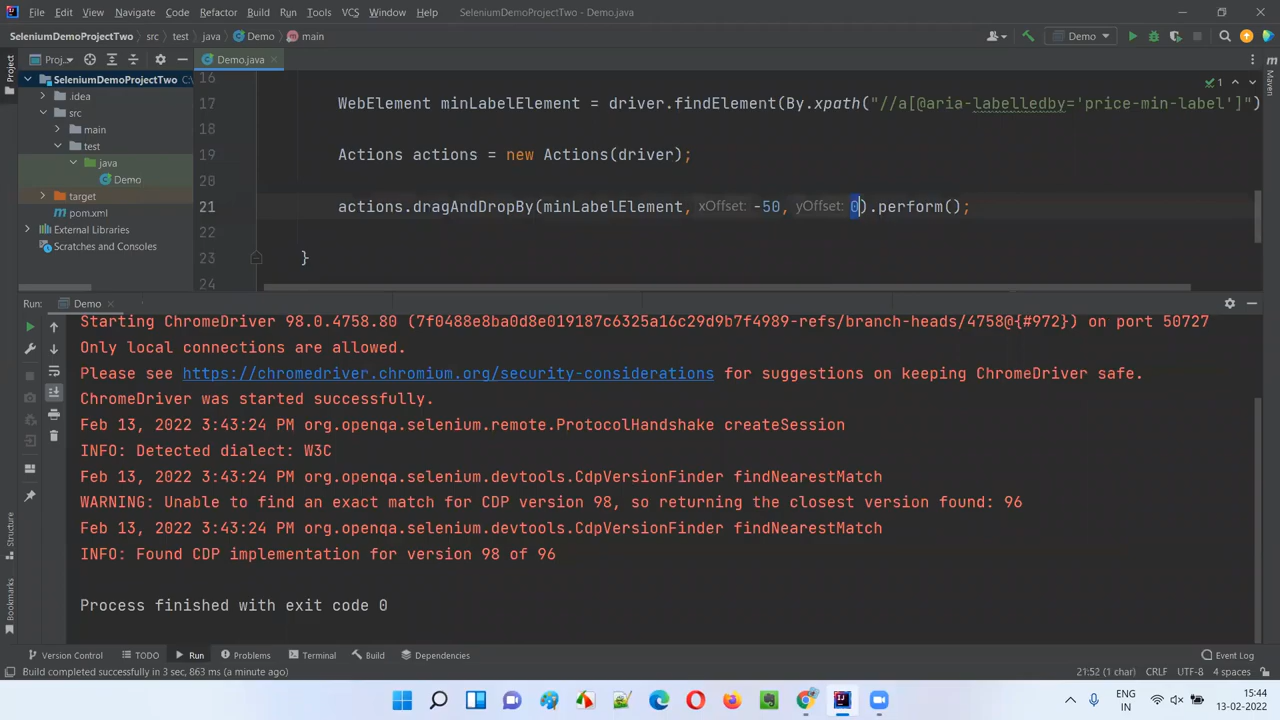 File Edit View Navigate Code Refactor Build Run Tools VCS Window Help SeleniumDemoProjectTwo - Demo.java
SeleniumDemoProjectTwo src test java Demo main Demo
Proj... Demo.java
Project
Maven
SeleniumDemoProjectTwo C:\
.idea
src
main
test
java
Demo
target
pom.xml
External Libraries
Scratches and Consoles
1
16
17 WebElement minLabelElement = driver.findElement(By.xpath("//a[@aria-labelledby='price-min-label']")
18
19 Actions actions = new Actions(driver);
20
21 actions.dragAndDropBy(minLabelElement, xOffset: -50, yOffset: 0).perform();
22
23 }
24
Run: Demo
Starting ChromeDriver 98.0.4758.80 (7f0488e8ba0d8e019187c6325a16c29d9b7f4989-refs/branch-heads/4758@{#972}) on port 50727
Only local connections are allowed.
Please see https://chromedriver.chromium.org/security-considerations for suggestions on keeping ChromeDriver safe.
ChromeDriver was started successfully.
Feb 13, 2022 3:43:24 PM org.openqa.selenium.remote.ProtocolHandshake createSession
INFO: Detected dialect: W3C
Feb 13, 2022 3:43:24 PM org.openqa.selenium.devtools.CdpVersionFinder findNearestMatch
WARNING: Unable to find an exact match for CDP version 98, so returning the closest version found: 96
Feb 13, 2022 3:43:24 PM org.openqa.selenium.devtools.CdpVersionFinder findNearestMatch
INFO: Found CDP implementation for version 98 of 96
Process finished with exit code 0
Structure
Bookmarks
Version Control TODO Run Problems Terminal Build Dependencies Event Log
Build completed successfully in 3 sec, 863 ms (a minute ago) 21:52 (1 char) CRLF UTF-8 4 spaces
ENG
IN
15:44
13-02-2022